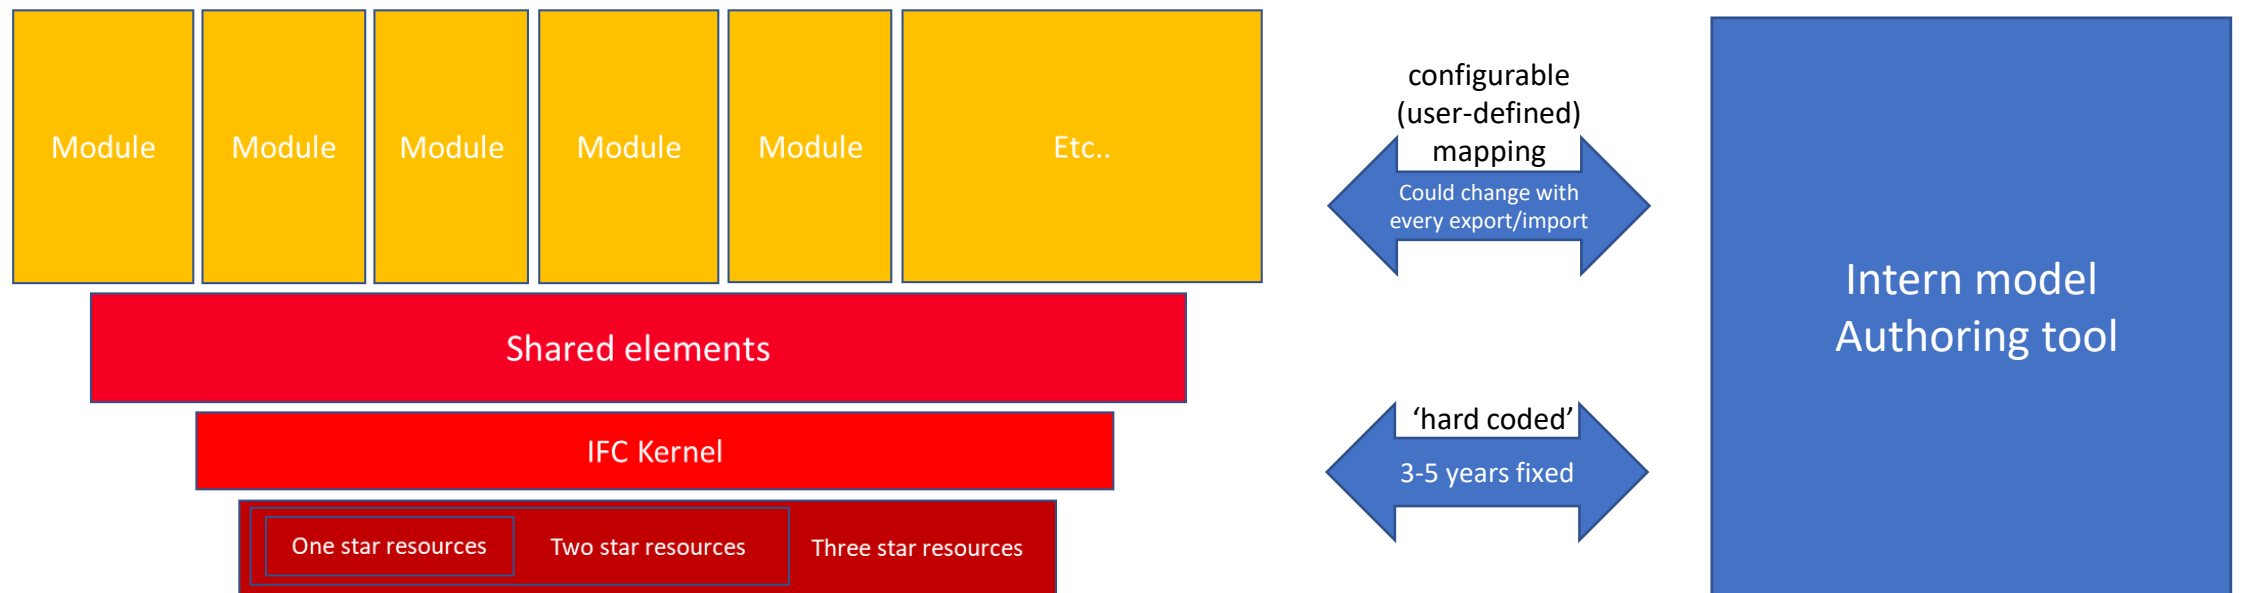 Module
Module
Module
Module
Module
Etc..
Shared elements
IFC Kernel
One star resources
Two star resources
Three star resources
configurable
(user-defined)
mapping
Could change with
every export/import
‘hard coded’
3-5 years fixed
Intern model
Authoring tool